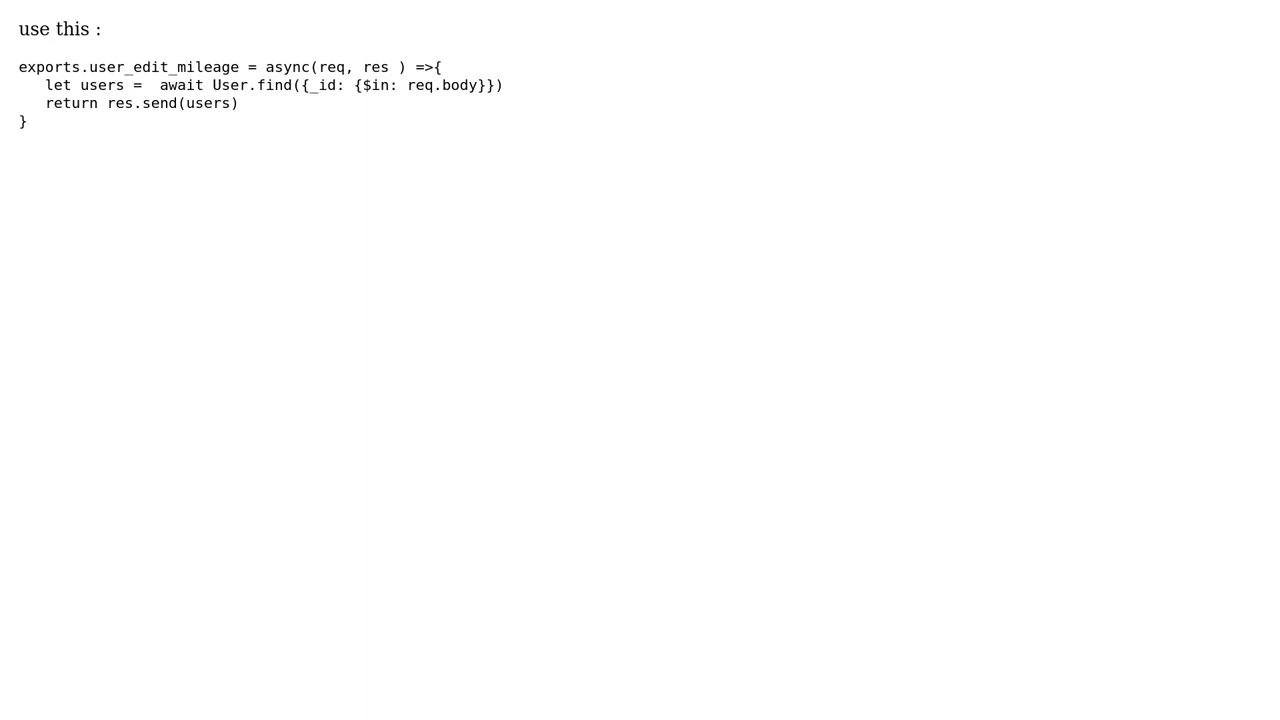 use this :
exports.user_edit_mileage = async(req, res ) =>{
   let users =  await User.find({_id: {$in: req.body}})
   return res.send(users)
}